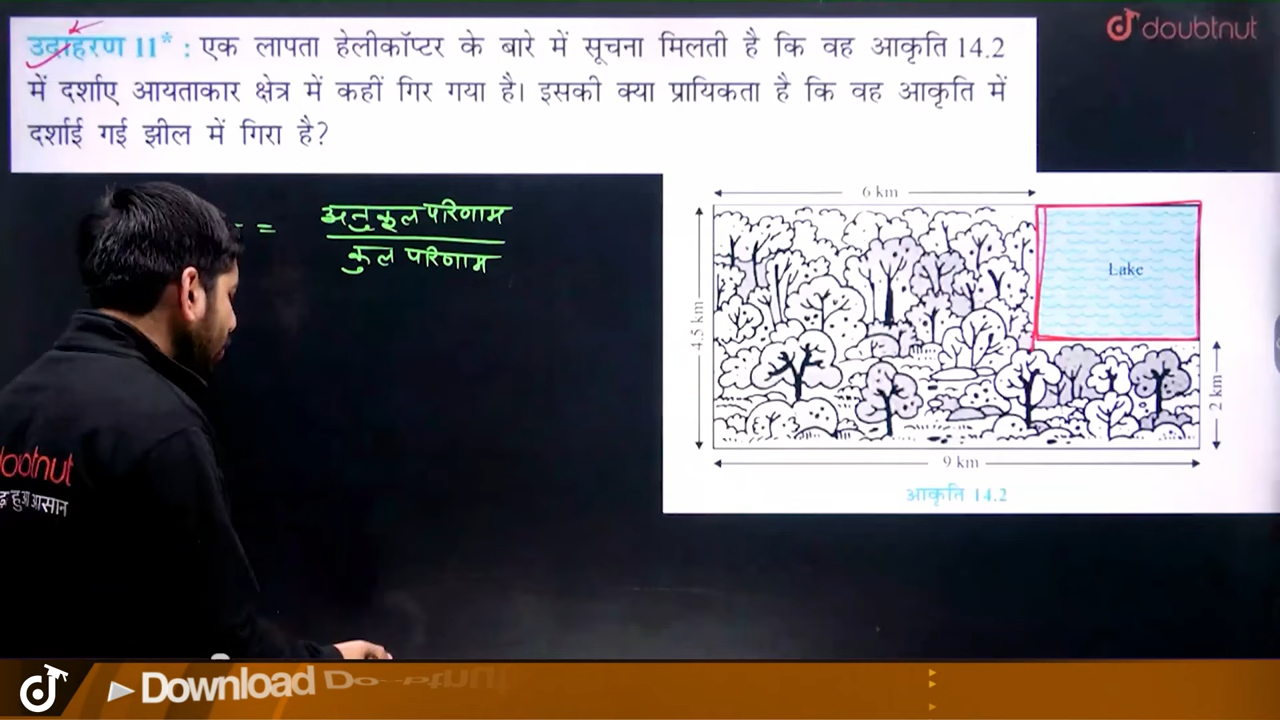 उदाहरण 11* : एक लापता हेलीकॉप्टर के बारे में सूचना मिलती है कि वह आकृति 14.2
में दर्शाए आयताकार क्षेत्र में कहीं गिर गया है। इसकी क्या प्रायिकता है कि वह आकृति में
दर्शाई गई झील में गिरा है?
doubtnut
= अनुकूल परिणाम
कुल परिणाम
6 km
Lake
4.5 km
2 km
9 km
आकृति 14.2
doubtnut
हुआ आसान
Download